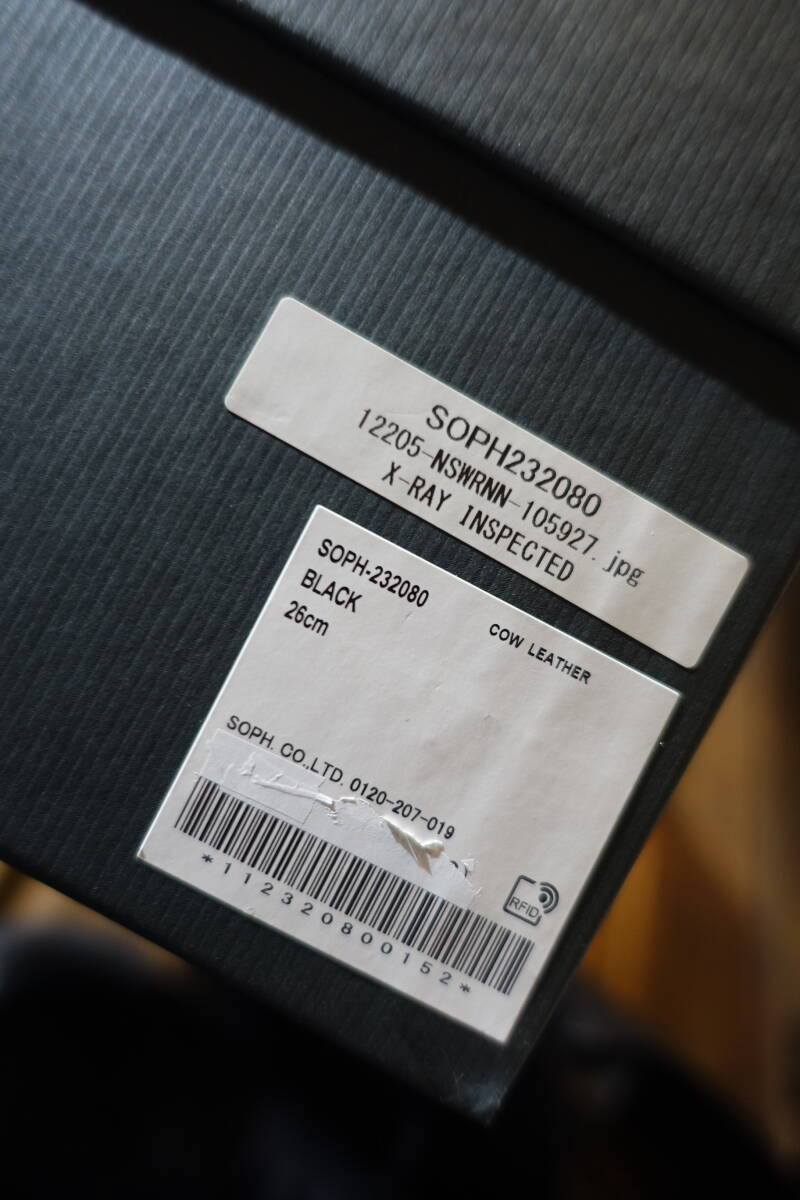 SOPH232080
12205-NSWRNN-105927.jpg
X-RAY INSPECTED
SOPH-232080
BLACK
26cm
COW LEATHER
SOPH. CO.,LTD. 0120-207-019
RFID
*112320800152*